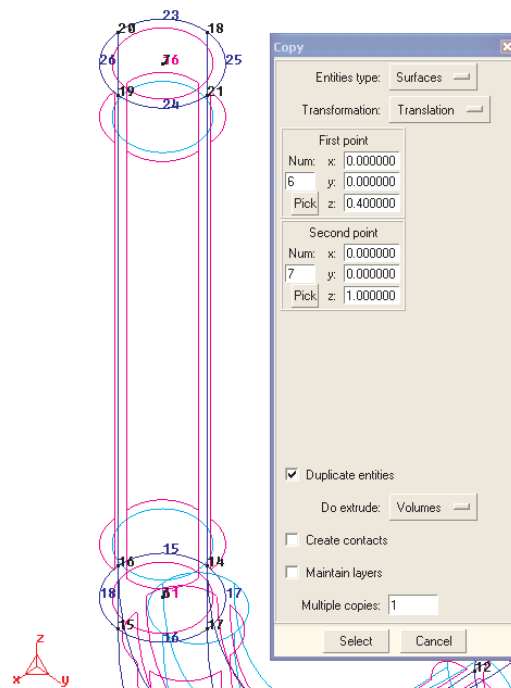 23
20
18
26
7
16
25
19
24
21
Copy
Entities type: Surfaces
Transformation: Translation
First point
Num: x: 0.000000
6 y: 0.000000
Pick z: 0.400000
Second point
Num: x: 0.000000
7 y: 0.000000
Pick z: 1.000000
Duplicate entities
Do extrude: Volumes
Create contacts
Maintain layers
Multiple copies: 1
Select Cancel
15
16
14
18
17
15
16
17
12
z
x
y